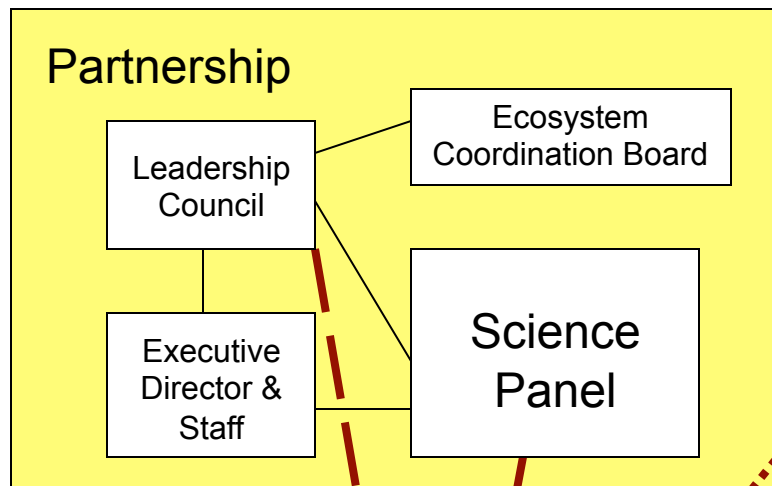 Partnership
Ecosystem
Coordination Board
Leadership
Council
Science
Panel
Executive
Director &
Staff